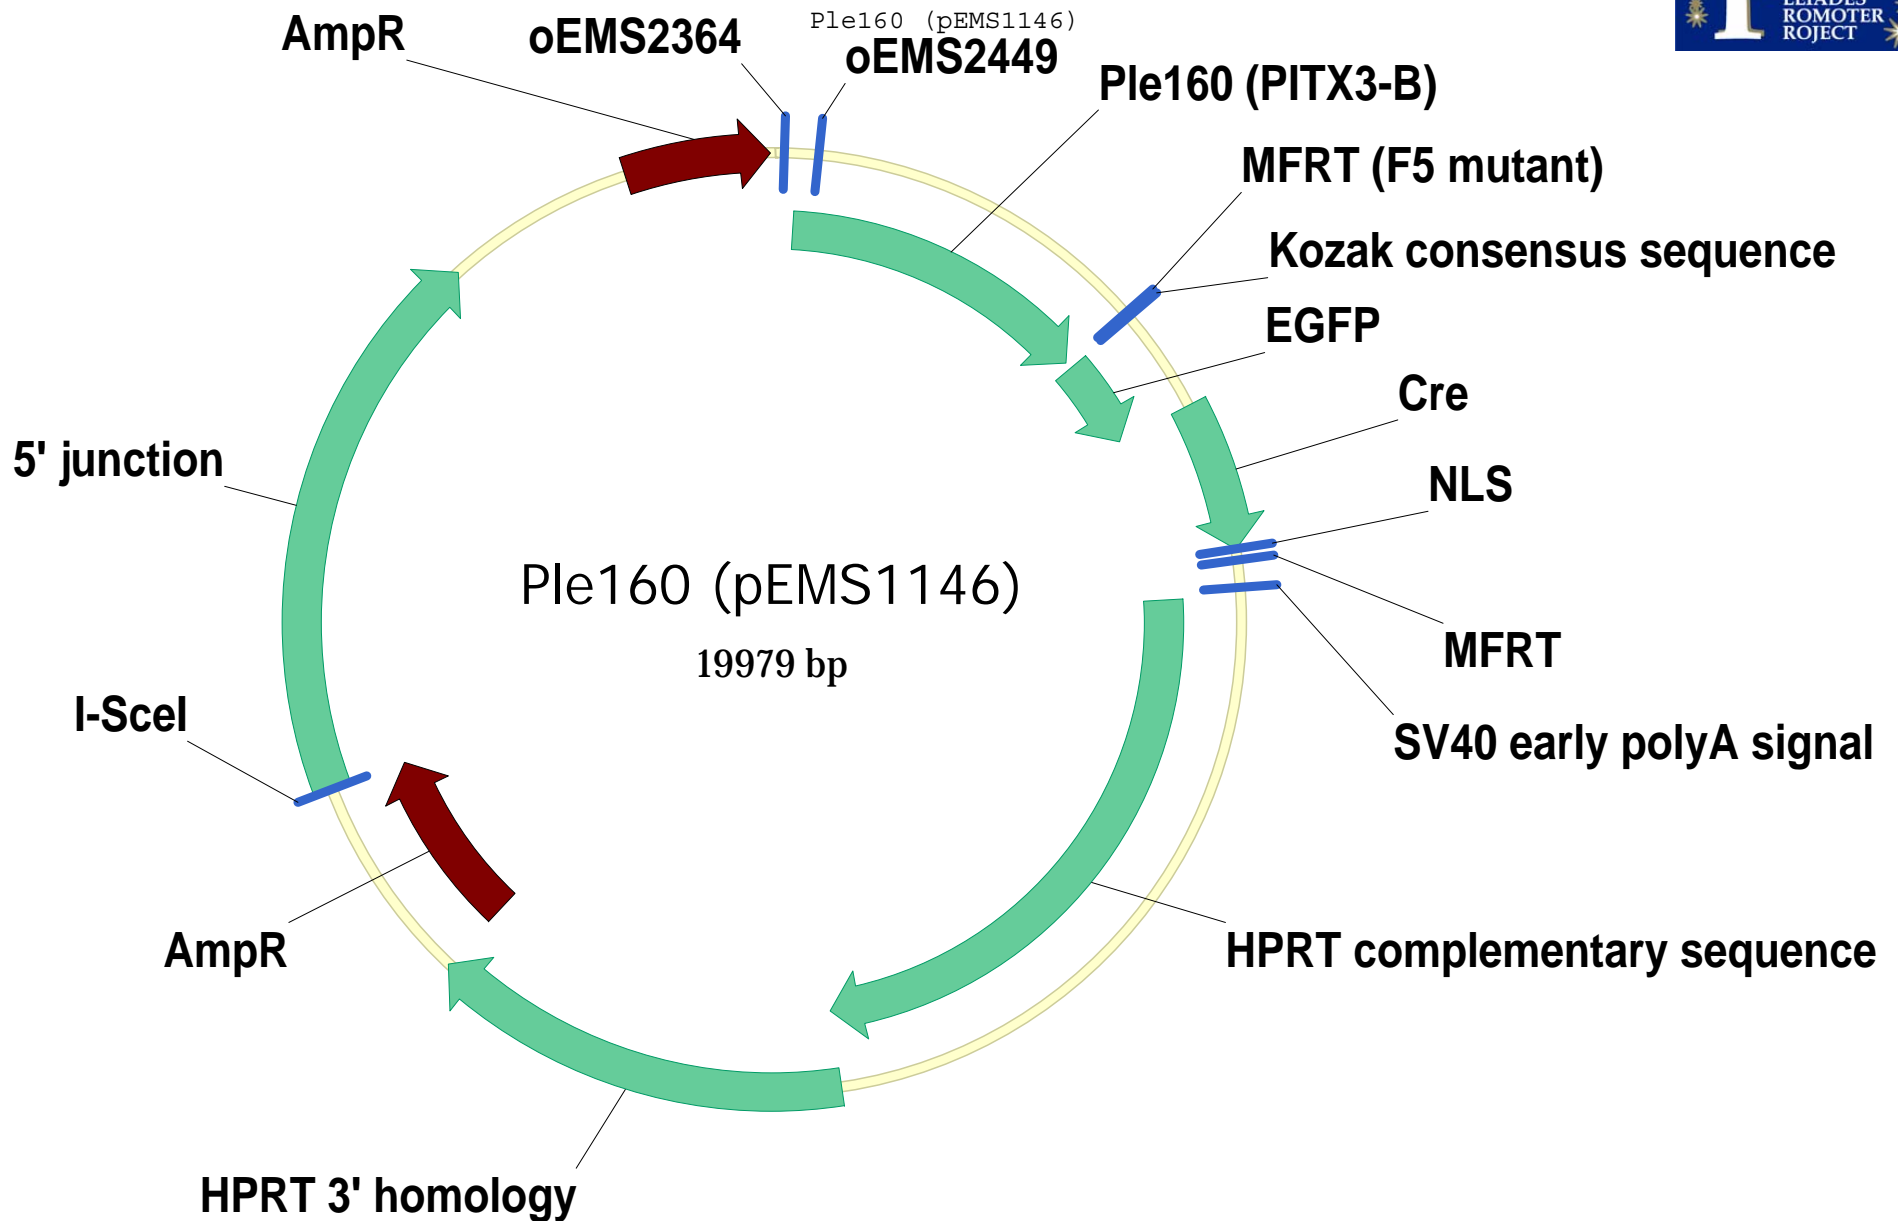 Ple160 (pEMS1146)
ROMOTER
ROJECT
AmpR
oEMS2364
oEMS2449
Ple160 (PITX3-B)
MFRT (F5 mutant)
Kozak consensus sequence
EGFP
Cre
5' junction
NLS
Ple160 (pEMS1146)
19979 bp
MFRT
I-SceI
SV40 early polyA signal
AmpR
HPRT complementary sequence
HPRT 3' homology